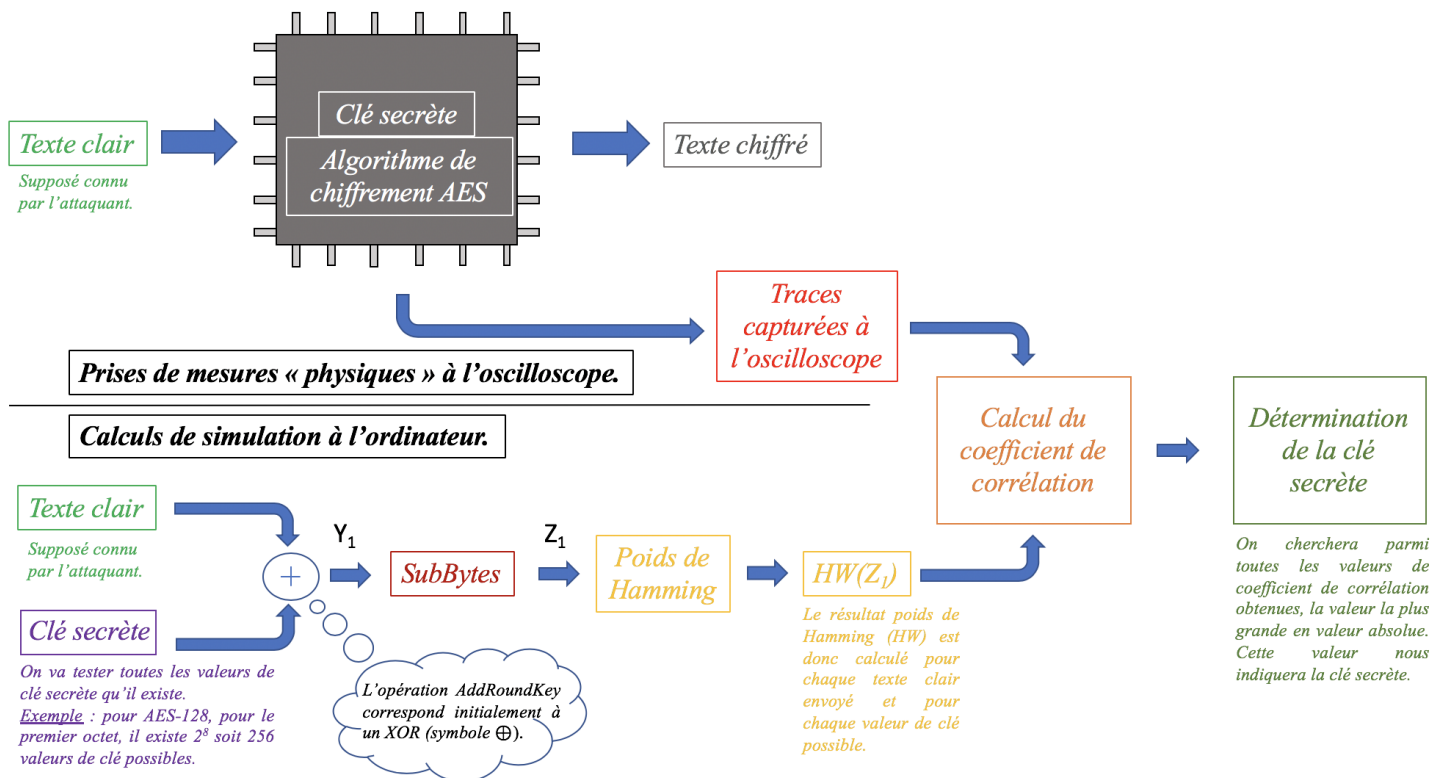 Clé secrète
Algorithme de
chiffrement AES
Texte clair
Supposé connu
par l'attaquant.
Texte chiffré
Traces
capturées à
l'oscilloscope
Prises de mesures « physiques » à l'oscilloscope.
Calculs de simulation à l'ordinateur.
Calcul du
coefficient de
corrélation
Détermination
de la clé
secrète
On cherchera parmi
toutes les valeurs de
coefficient de corrélation
obtenues, la valeur la plus
grande en valeur absolue.
Cette valeur nous
indiquera la clé secrète.
Texte clair
Supposé connu
par l'attaquant.
+
Y₁
SubBytes
Z₁
Poids de
Hamming
HW(Z₁)
Le résultat poids de
Hamming (HW) est
donc calculé pour
chaque texte clair
envoyé et pour
chaque valeur de clé
possible.
Clé secrète
On va tester toutes les valeurs de
clé secrète qu'il existe.
Exemple : pour AES-128, pour le
premier octet, il existe 2⁸ soit 256
valeurs de clé possibles.
L'opération AddRoundKey
correspond initialement à
un XOR (symbole ⊕).